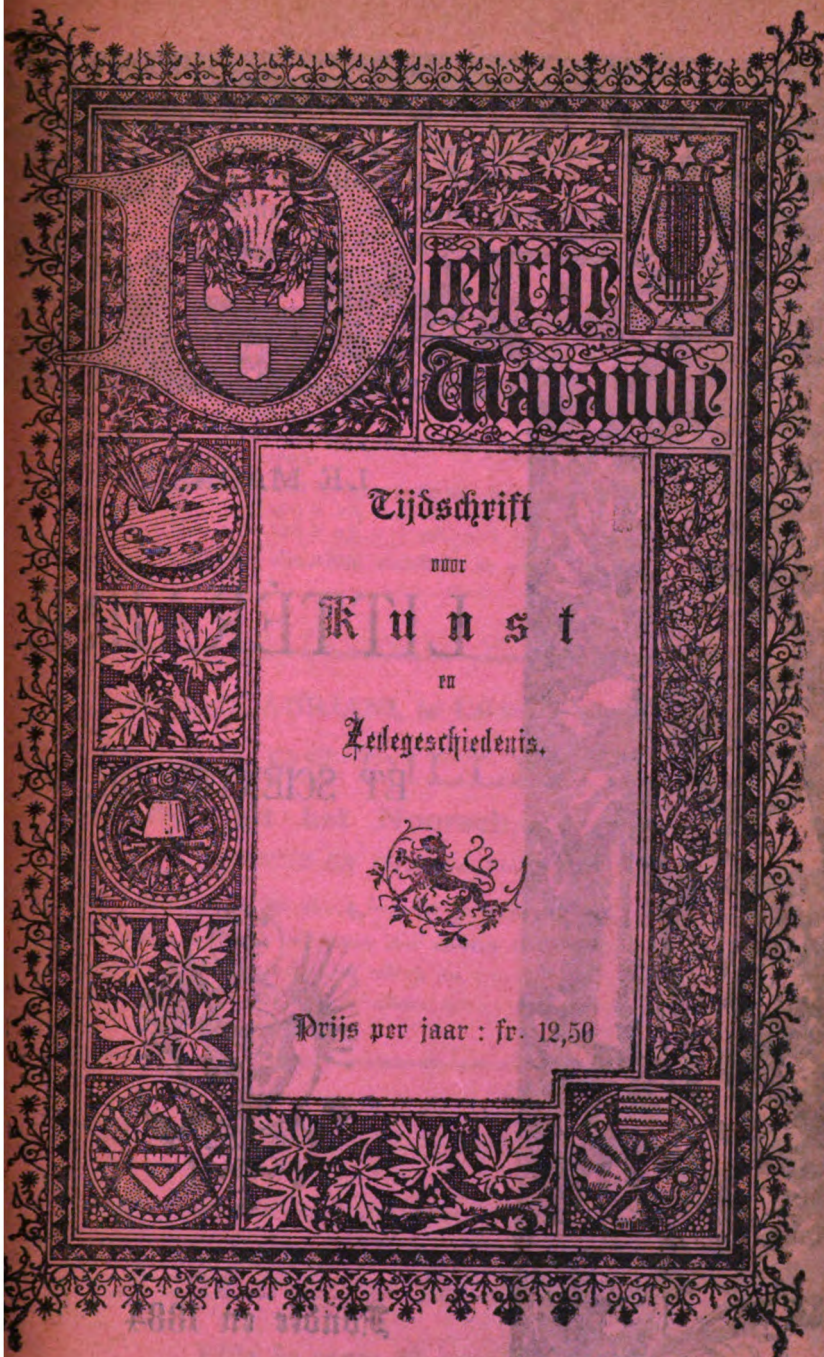 Dietsche
Warande
Tijdschrift
voor
Kunst
en
Zedegeschiedenis.
Prijs per jaar : fr. 12,50